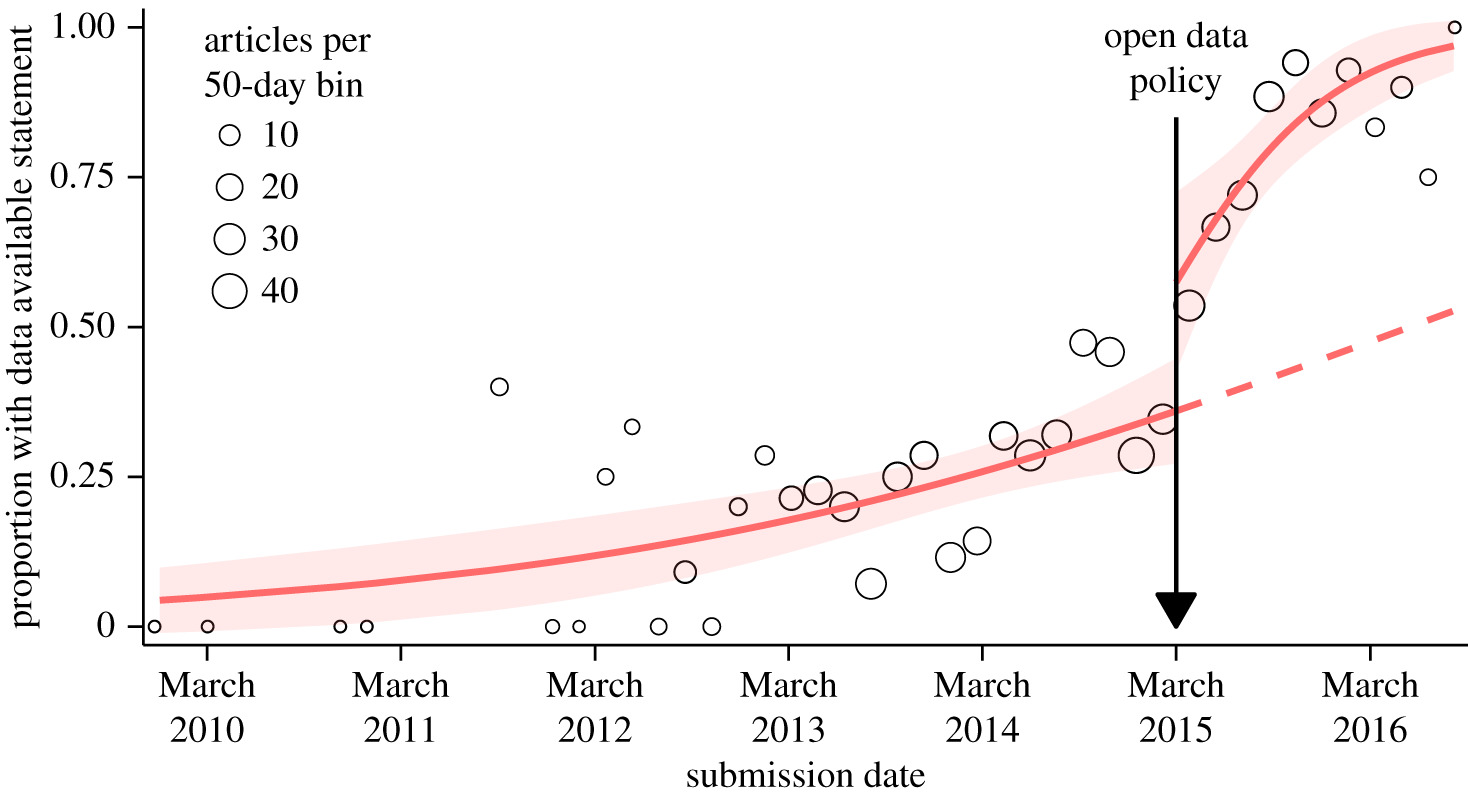 1.00
0.75
0.50
0.25
0
proportion with data available statement
articles per
50-day bin
10
20
30
40
open data
policy
March
2010
March
2011
March
2012
March
2013
March
2014
March
2015
March
2016
submission date